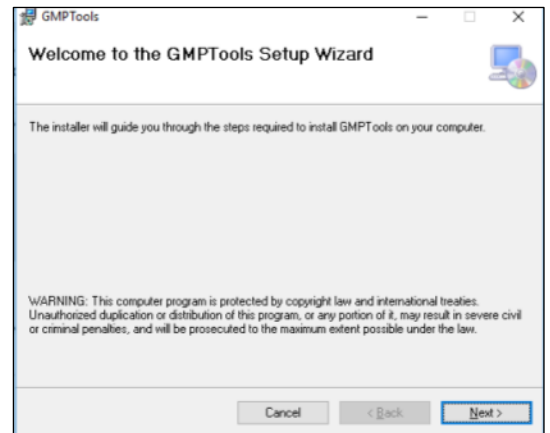 GMPTools
Welcome to the GMPTools Setup Wizard
The installer will guide you through the steps required to install GMPTools on your computer.
WARNING: This computer program is protected by copyright law and international treaties.
Unauthorized duplication or distribution of this program, or any portion of it, may result in severe civil
or criminal penalties, and will be prosecuted to the maximum extent possible under the law.
Cancel < Back Next >